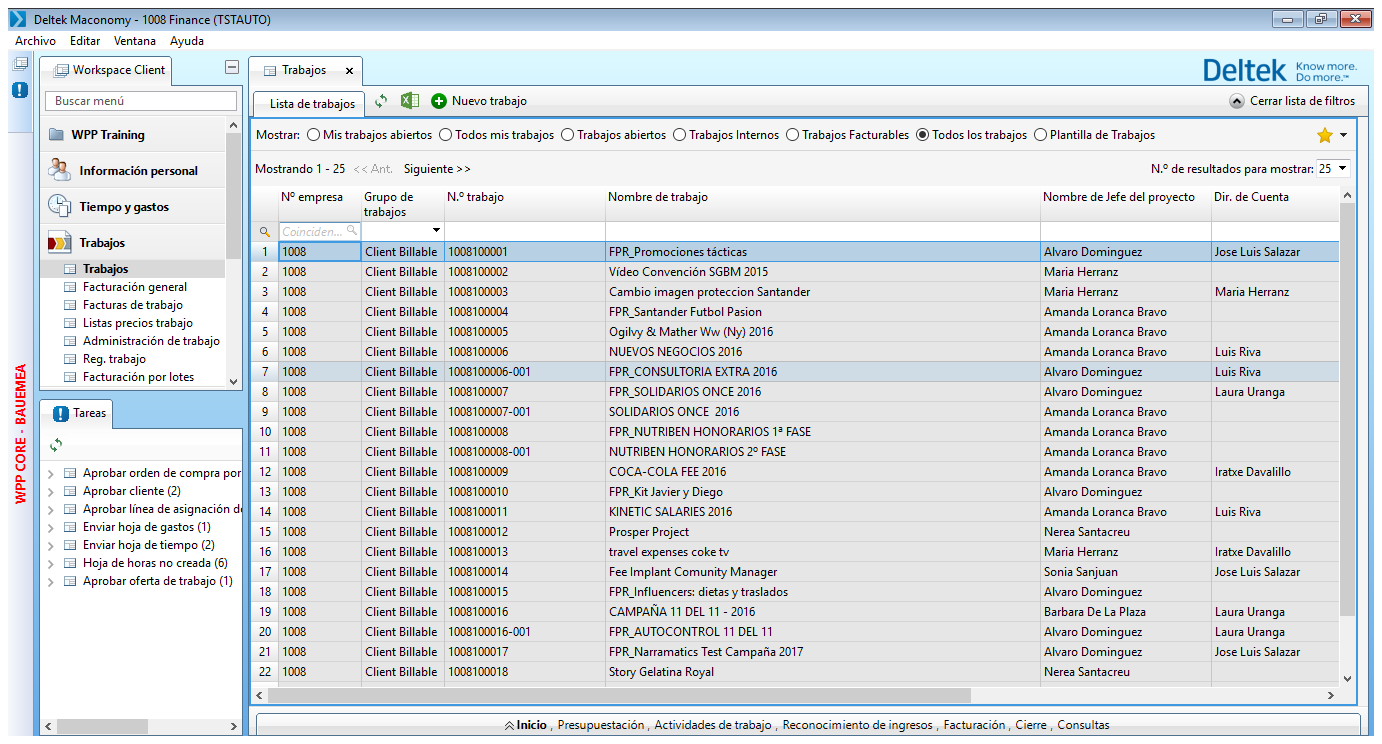 Deltek Maconomy - 1008 Finance (TSTAUTO)
Archivo Editar Ventana Ayuda
Workspace Client
Trabajos x
Deltek Know more. Do more.™
Buscar menú
Lista de trabajos
Nuevo trabajo
Cerrar lista de filtros
WPP Training
Información personal
Tiempo y gastos
Trabajos
Trabajos
Facturación general
Facturas de trabajo
Listas precios trabajo
Administración de trabajo
Reg. trabajo
Facturación por lotes
WPP CORE - BAUEMEA
Tareas
Aprobar orden de compra por
Aprobar cliente (2)
Aprobar línea de asignación de
Enviar hoja de gastos (1)
Enviar hoja de tiempo (2)
Hoja de horas no creada (6)
Aprobar oferta de trabajo (1)
Mostrar: Mis trabajos abiertos Todos mis trabajos Trabajos abiertos Trabajos Internos Trabajos Facturables Todos los trabajos Plantilla de Trabajos
Mostrando 1 - 25 << Ant. Siguiente >> N.º de resultados para mostrar: 25
Nº empresa Grupo de trabajos N.º trabajo Nombre de trabajo Nombre de Jefe del proyecto Dir. de Cuenta
Coinciden...
1 1008 Client Billable 1008100001 FPR_Promociones tácticas Alvaro Dominguez Jose Luis Salazar
2 1008 Client Billable 1008100002 Vídeo Convención SGBM 2015 Maria Herranz
3 1008 Client Billable 1008100003 Cambio imagen proteccion Santander Maria Herranz Maria Herranz
4 1008 Client Billable 1008100004 FPR_Santander Futbol Pasion Amanda Loranca Bravo
5 1008 Client Billable 1008100005 Ogilvy & Mather Ww (Ny) 2016 Amanda Loranca Bravo
6 1008 Client Billable 1008100006 NUEVOS NEGOCIOS 2016 Amanda Loranca Bravo Luis Riva
7 1008 Client Billable 1008100006-001 FPR_CONSULTORIA EXTRA 2016 Alvaro Dominguez Luis Riva
8 1008 Client Billable 1008100007 FPR_SOLIDARIOS ONCE 2016 Alvaro Dominguez Laura Uranga
9 1008 Client Billable 1008100007-001 SOLIDARIOS ONCE 2016 Amanda Loranca Bravo
10 1008 Client Billable 1008100008 FPR_NUTRIBEN HONORARIOS 1ª FASE Amanda Loranca Bravo
11 1008 Client Billable 1008100008-001 NUTRIBEN HONORARIOS 2º FASE Amanda Loranca Bravo
12 1008 Client Billable 1008100009 COCA-COLA FEE 2016 Amanda Loranca Bravo Iratxe Davalillo
13 1008 Client Billable 1008100010 FPR_Kit Javier y Diego Alvaro Dominguez
14 1008 Client Billable 1008100011 KINETIC SALARIES 2016 Amanda Loranca Bravo Luis Riva
15 1008 Client Billable 1008100012 Prosper Project Nerea Santacreu
16 1008 Client Billable 1008100013 travel expenses coke tv Maria Herranz Iratxe Davalillo
17 1008 Client Billable 1008100014 Fee Implant Comunity Manager Sonia Sanjuan Jose Luis Salazar
18 1008 Client Billable 1008100015 FPR_Influencers: dietas y traslados Alvaro Dominguez
19 1008 Client Billable 1008100016 CAMPAÑA 11 DEL 11 - 2016 Barbara De La Plaza Laura Uranga
20 1008 Client Billable 1008100016-001 FPR_AUTOCONTROL 11 DEL 11 Alvaro Dominguez Laura Uranga
21 1008 Client Billable 1008100017 FPR_Narramatics Test Campaña 2017 Alvaro Dominguez Jose Luis Salazar
22 1008 Client Billable 1008100018 Story Gelatina Royal Nerea Santacreu
Inicio , Presupuestación , Actividades de trabajo , Reconocimiento de ingresos , Facturación , Cierre , Consultas